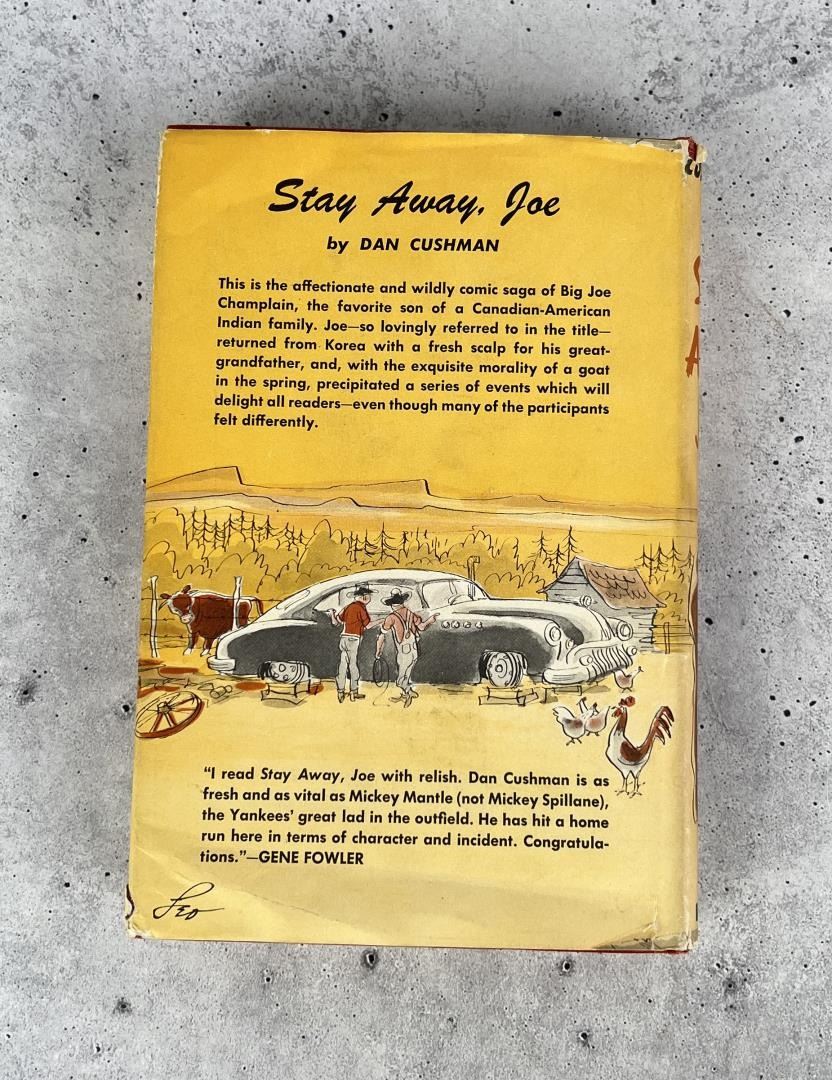 Stay Away, Joe
by DAN CUSHMAN
This is the affectionate and wildly comic saga of Big Joe
Champlain, the favorite son of a Canadian-American
Indian family. Joe—so lovingly referred to in the title—
returned from Korea with a fresh scalp for his great-
grandfather, and, with the exquisite morality of a goat
in the spring, precipitated a series of events which will
delight all readers—even though many of the participants
felt differently.
“I read Stay Away, Joe with relish. Dan Cushman is as
fresh and as vital as Mickey Mantle (not Mickey Spillane),
the Yankees’ great lad in the outfield. He has hit a home
run here in terms of character and incident. Congratula-
tions.”—GENE FOWLER
Leo